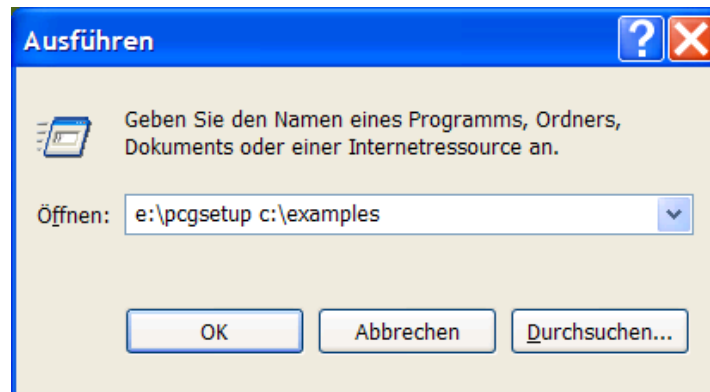 Ausführen
Geben Sie den Namen eines Programms, Ordners,
Dokuments oder einer Internetressource an.
Öffnen: e:\pcgsetup c:\examples
OK Abbrechen Durchsuchen...